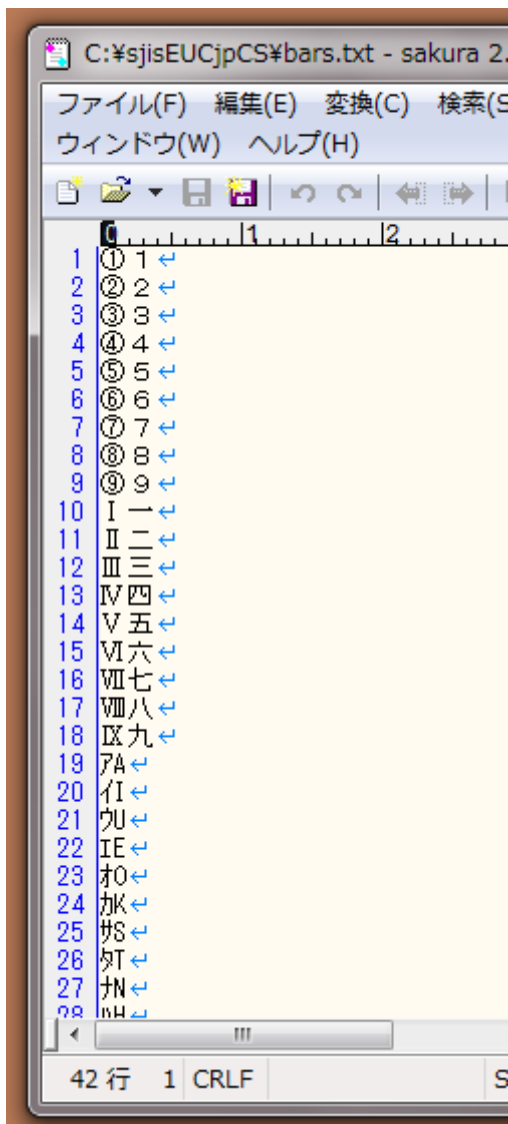 C:¥sjisEUCjpCS¥bars.txt - sakura 2.
ファイル(F) 編集(E) 変換(C) 検索(S
ウィンドウ(W) ヘルプ(H)
0 1 2
1 ①１↵
2 ②２↵
3 ③３↵
4 ④４↵
5 ⑤５↵
6 ⑥６↵
7 ⑦７↵
8 ⑧８↵
9 ⑨９↵
10 Ⅰ一↵
11 Ⅱ二↵
12 Ⅲ三↵
13 Ⅳ四↵
14 Ⅴ五↵
15 Ⅵ六↵
16 Ⅶ七↵
17 Ⅷ八↵
18 Ⅸ九↵
19 ｱA↵
20 ｲI↵
21 ｳU↵
22 ｴE↵
23 ｵO↵
24 ｶK↵
25 ｻS↵
26 ﾀT↵
27 ﾅN↵
28 ﾊH↵
42 行 1 CRLF S